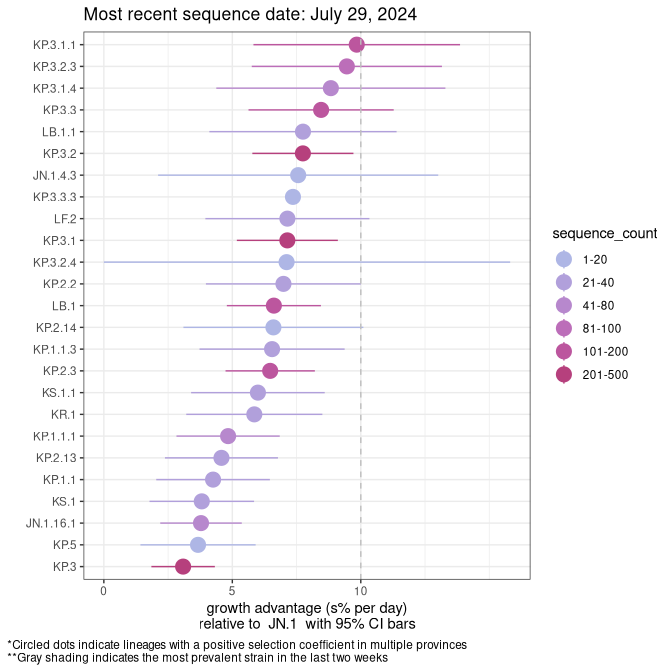 Most recent sequence date: July 29, 2024
KP.3.1.1
KP.3.2.3
KP.3.1.4
KP.3.3
LB.1.1
KP.3.2
JN.1.4.3
KP.3.3.3
LF.2
KP.3.1
KP.3.2.4
KP.2.2
LB.1
KP.2.14
KP.1.1.3
KP.2.3
KS.1.1
KR.1
KP.1.1.1
KP.2.13
KP.1.1
KS.1
JN.1.16.1
KP.5
KP.3
0 5 10
growth advantage (s% per day)
relative to JN.1 with 95% CI bars
sequence_count
1-20
21-40
41-80
81-100
101-200
201-500
*Circled dots indicate lineages with a positive selection coefficient in multiple provinces
**Gray shading indicates the most prevalent strain in the last two weeks